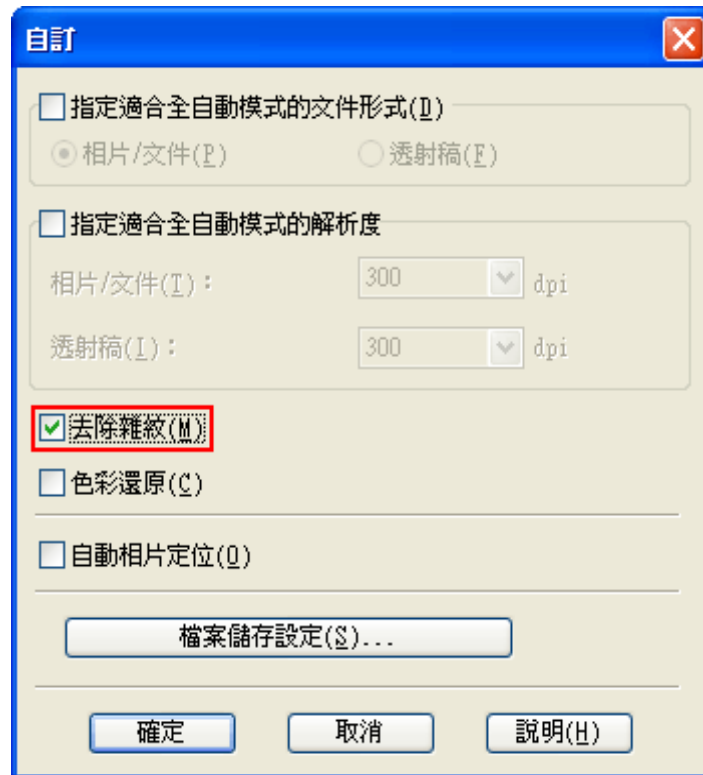 自訂
指定適合全自動模式的文件形式(D)
相片/文件(P) 透射稿(F)
指定適合全自動模式的解析度
相片/文件(T)： 300 dpi
透射稿(I)： 300 dpi
去除雜紋(M)
色彩還原(C)
自動相片定位(O)
檔案儲存設定(S)...
確定 取消 說明(H)